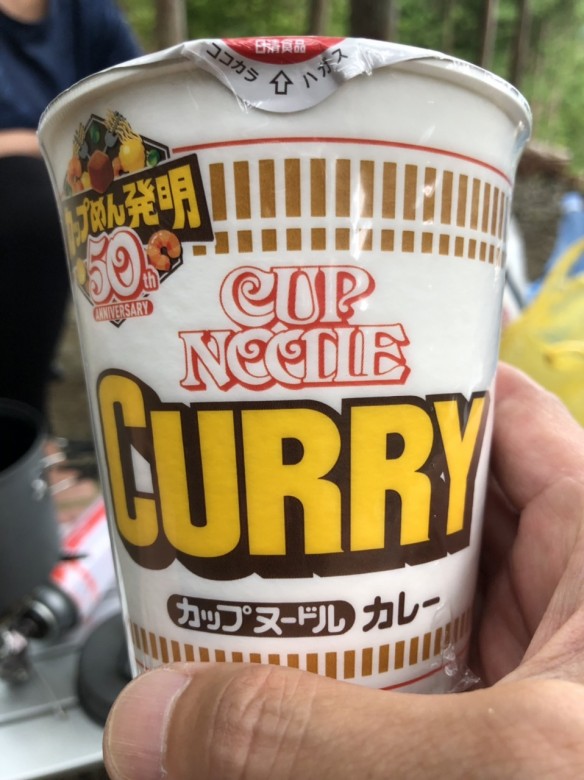 日清食品
ココカラ ⇧ ハガス
カップめん発明
50th
ANNIVERSARY
CUP
NOODLE
CURRY
カップヌードル カレー